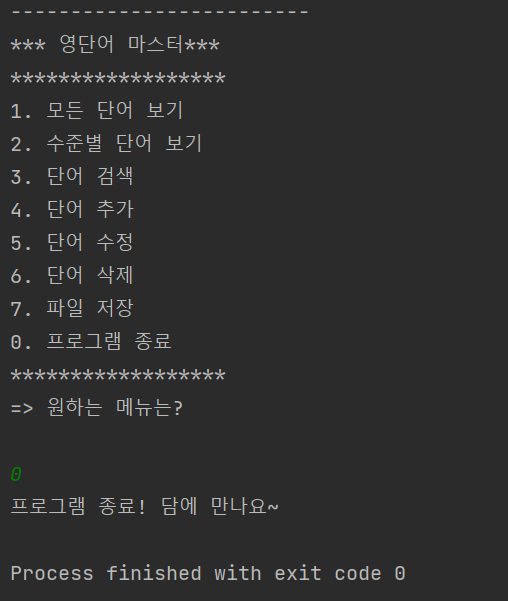 -------------------------
*** 영단어 마스터***
******************
1. 모든 단어 보기
2. 수준별 단어 보기
3. 단어 검색
4. 단어 추가
5. 단어 수정
6. 단어 삭제
7. 파일 저장
0. 프로그램 종료
******************
=> 원하는 메뉴는?
0
프로그램 종료! 담에 만나요~
Process finished with exit code 0